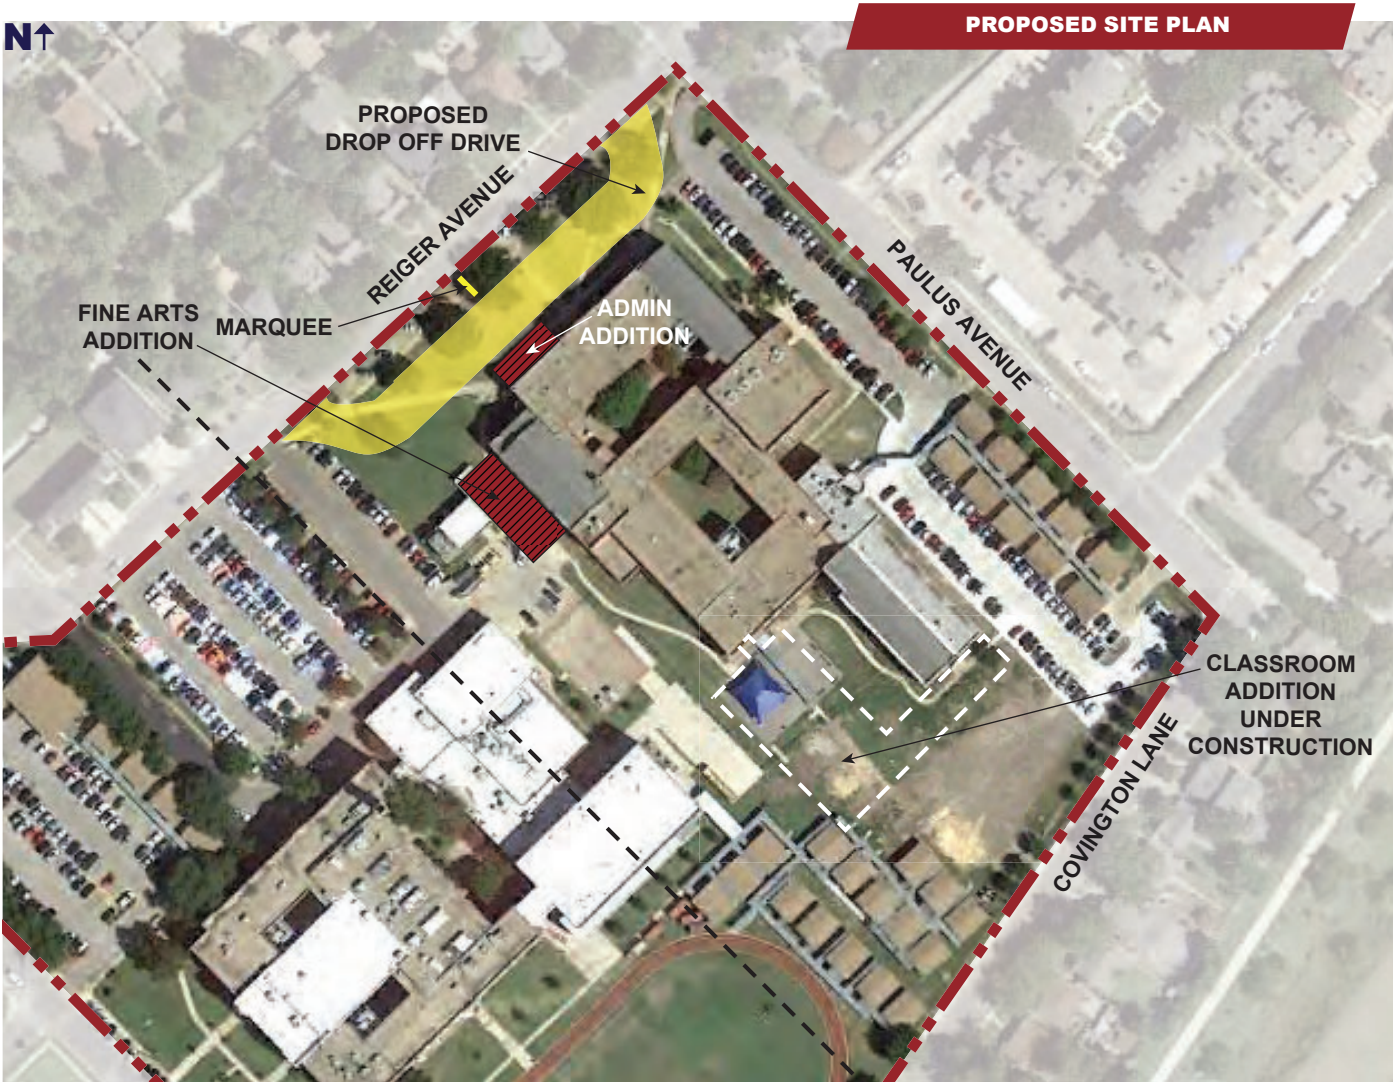 PROPOSED SITE PLAN
N
PROPOSED
DROP OFF DRIVE
REIGER AVENUE
PAULUS AVENUE
FINE ARTS
ADDITION
MARQUEE
ADMIN
ADDITION
CLASSROOM
ADDITION
UNDER
CONSTRUCTION
COVINGTON LANE